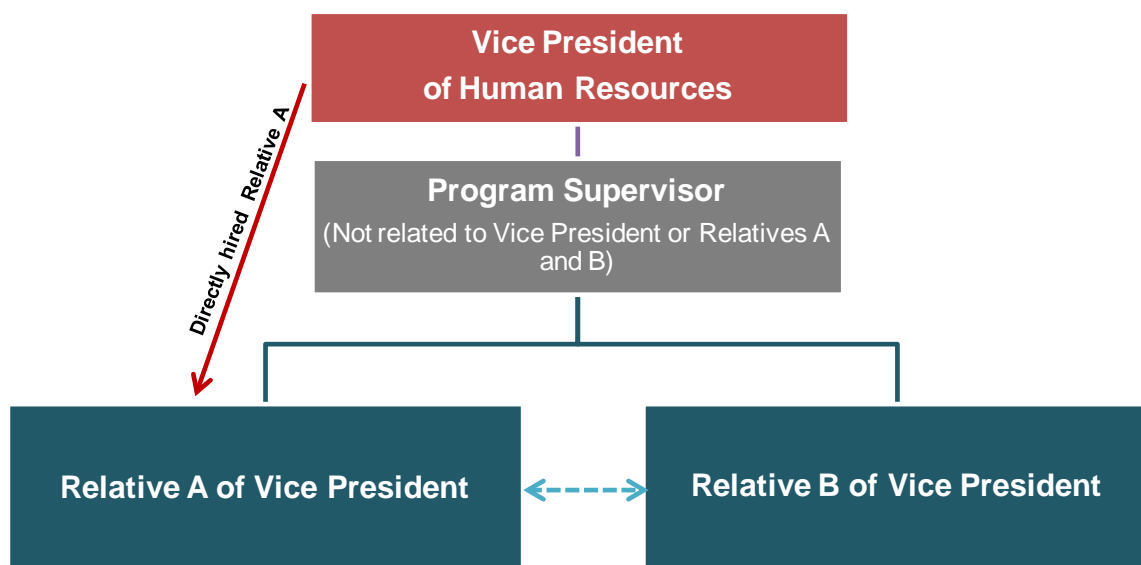 Vice President
of Human Resources
Directly hired Relative A
Program Supervisor
(Not related to Vice President or Relatives A
and B)
Relative A of Vice President
Relative B of Vice President